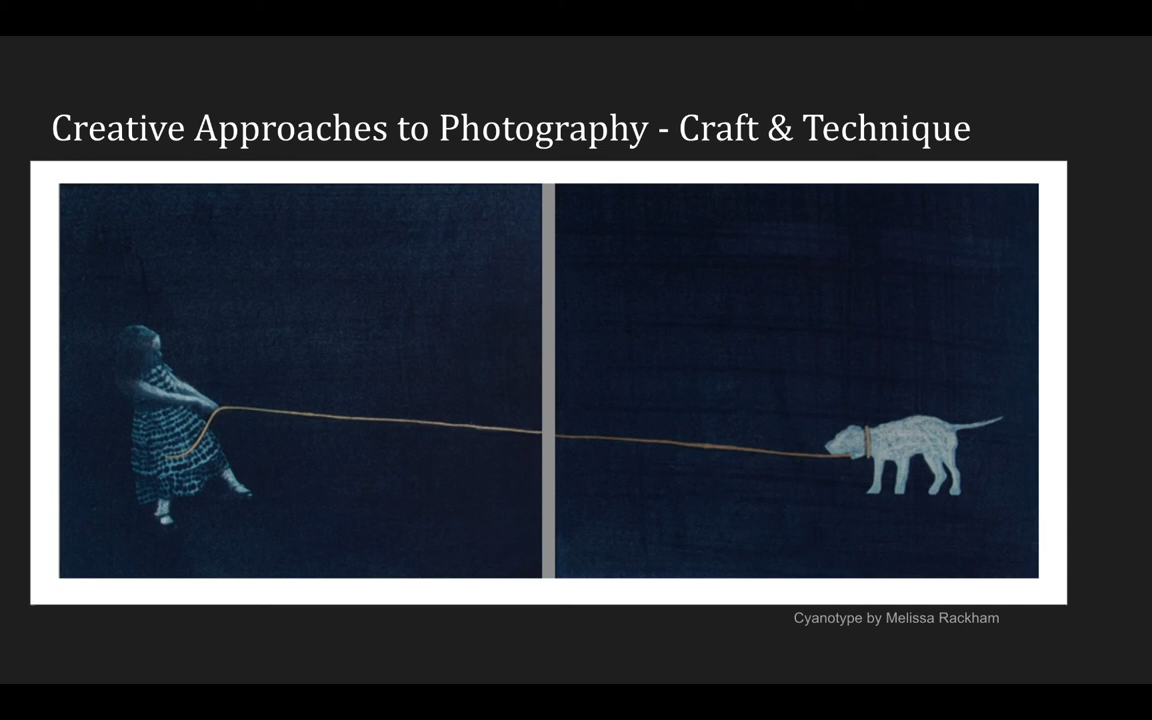 Creative Approaches to Photography - Craft & Technique
Cyanotype by Melissa Rackham